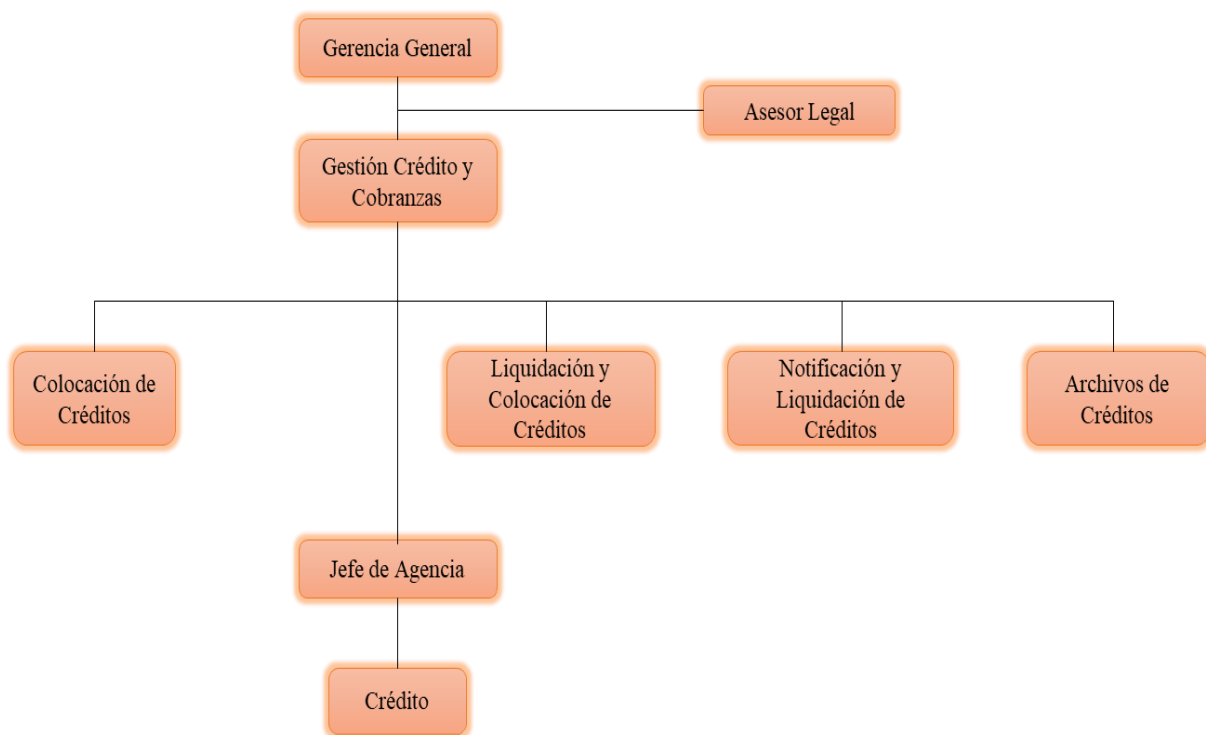 Gerencia General
Asesor Legal
Gestión Crédito y
Cobranzas
Colocación de
Créditos
Liquidación y
Colocación de
Créditos
Notificación y
Liquidación de
Créditos
Archivos de
Créditos
Jefe de Agencia
Crédito